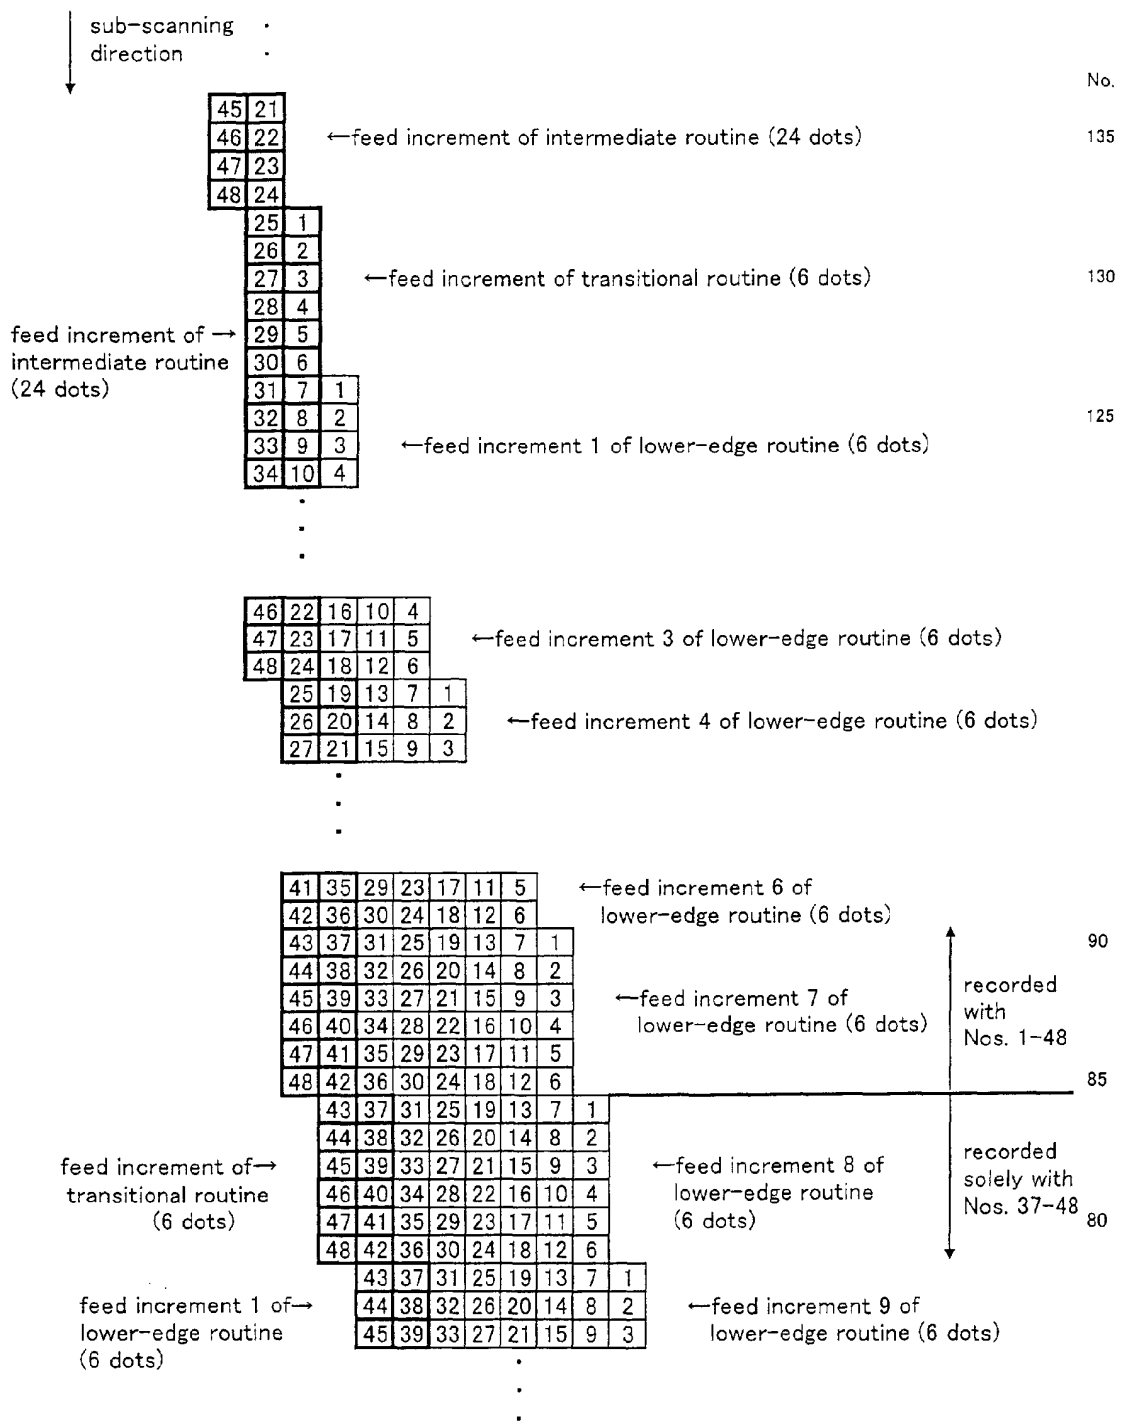 sub-scanning
direction
No.
45 21
46 22 ←feed increment of intermediate routine (24 dots) 135
47 23
48 24
25 1
26 2
27 3 ←feed increment of transitional routine (6 dots) 130
28 4
feed increment of → 29 5
intermediate routine 30 6
(24 dots) 31 7 1
32 8 2 125
33 9 3 ←feed increment 1 of lower-edge routine (6 dots)
34 10 4
46 22 16 10 4
47 23 17 11 5 ←feed increment 3 of lower-edge routine (6 dots)
48 24 18 12 6
25 19 13 7 1
26 20 14 8 2 ←feed increment 4 of lower-edge routine (6 dots)
27 21 15 9 3
41 35 29 23 17 11 5 ←feed increment 6 of
42 36 30 24 18 12 6 lower-edge routine (6 dots)
43 37 31 25 19 13 7 1 90
44 38 32 26 20 14 8 2
45 39 33 27 21 15 9 3 ←feed increment 7 of
46 40 34 28 22 16 10 4 lower-edge routine (6 dots)
recorded
with
Nos. 1-48
47 41 35 29 23 17 11 5
48 42 36 30 24 18 12 6 85
43 37 31 25 19 13 7 1
44 38 32 26 20 14 8 2
feed increment of→ 45 39 33 27 21 15 9 3 ←feed increment 8 of
transitional routine 46 40 34 28 22 16 10 4 lower-edge routine
(6 dots) 47 41 35 29 23 17 11 5 (6 dots)
recorded
solely with
Nos. 37-48 80
48 42 36 30 24 18 12 6
43 37 31 25 19 13 7 1
feed increment 1 of→ 44 38 32 26 20 14 8 2 ←feed increment 9 of
lower-edge routine 45 39 33 27 21 15 9 3 lower-edge routine (6 dots)
(6 dots)